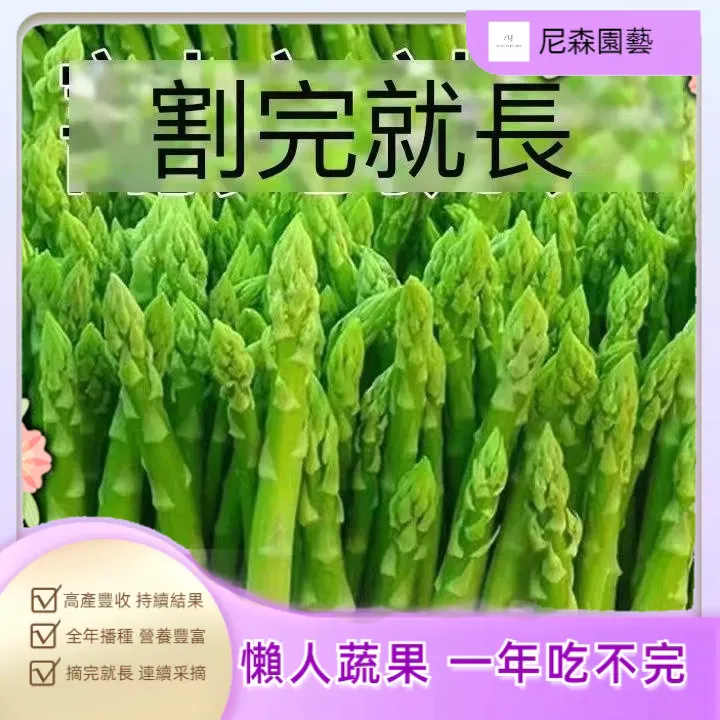 尼森園藝
割完就長
高產豐收 持續結果
全年播種 營養豐富
摘完就長 連續采摘
懶人蔬果 一年吃不完